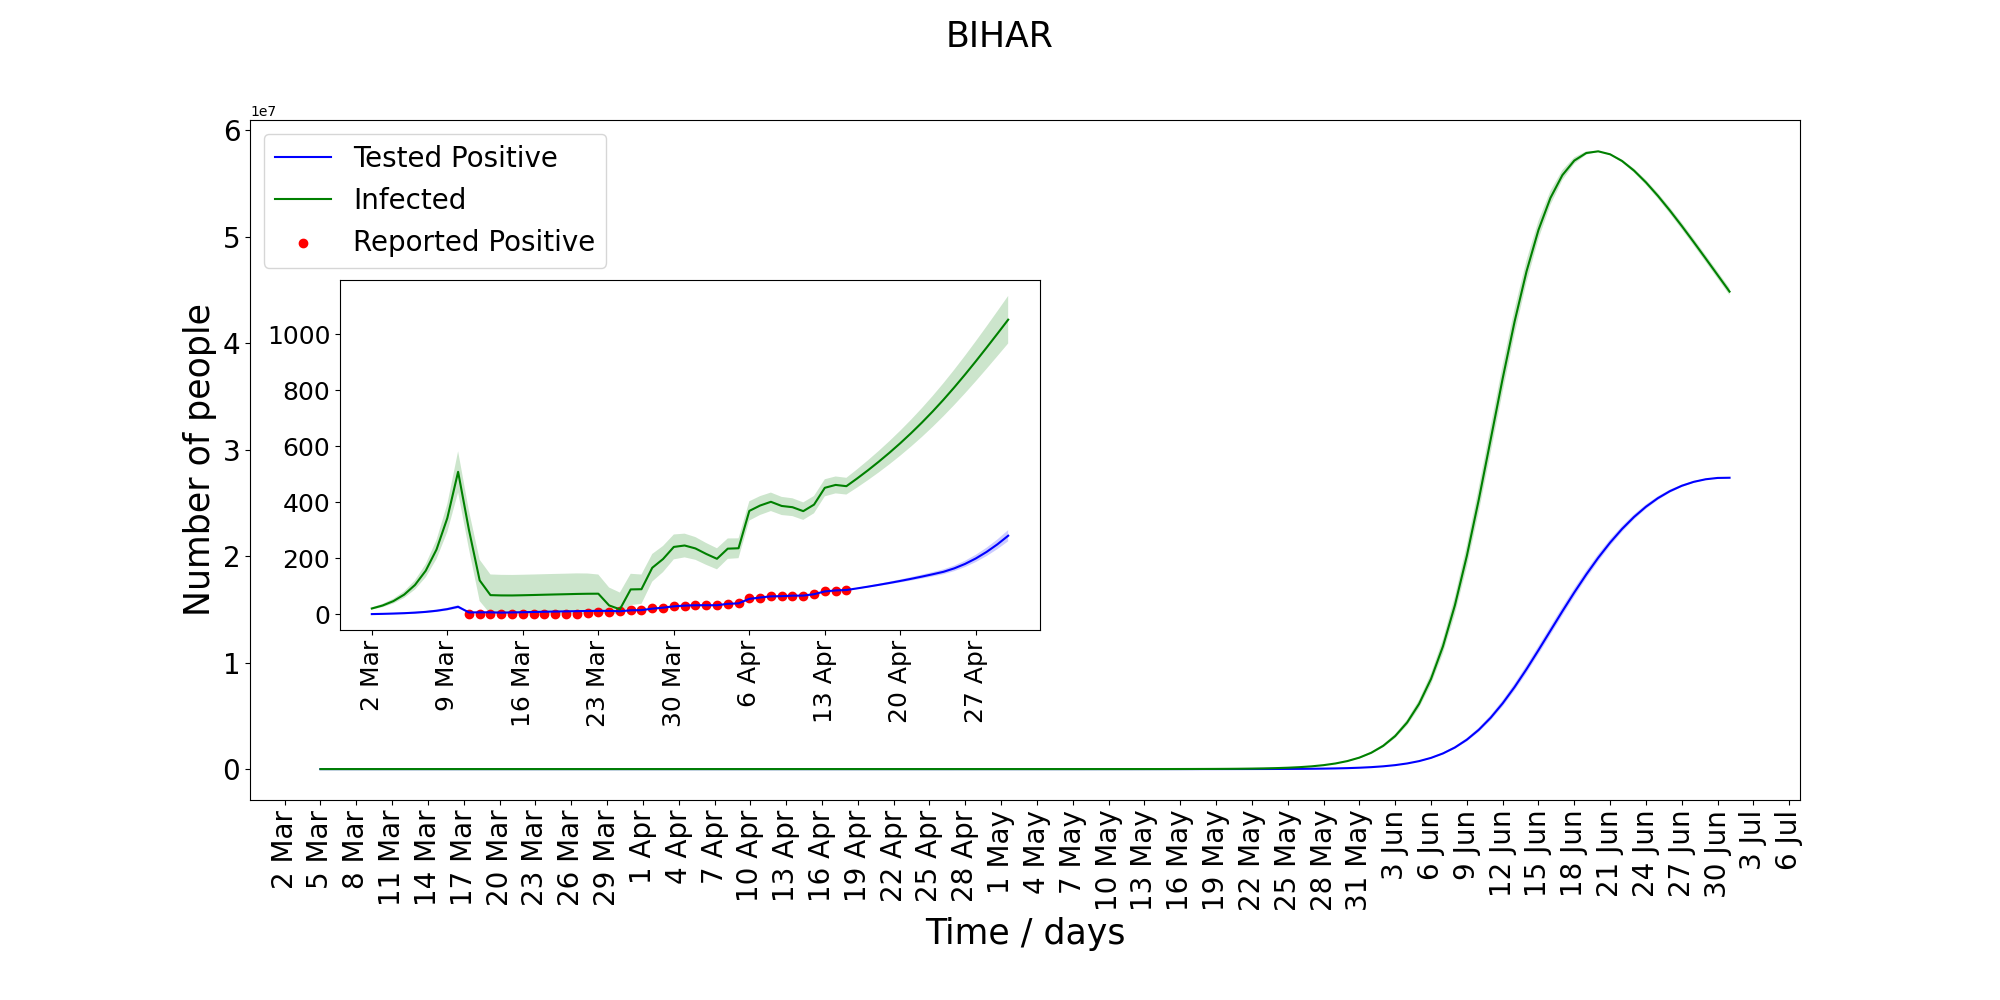 BIHAR
1e7
6
5
4
3
2
1
0
Number of people
Tested Positive
Infected
Reported Positive
1000
800
600
400
200
0
2 Mar
9 Mar
16 Mar
23 Mar
30 Mar
6 Apr
13 Apr
20 Apr
27 Apr
2 Mar
5 Mar
8 Mar
11 Mar
14 Mar
17 Mar
20 Mar
23 Mar
26 Mar
29 Mar
1 Apr
4 Apr
7 Apr
10 Apr
13 Apr
16 Apr
19 Apr
22 Apr
25 Apr
28 Apr
1 May
4 May
7 May
10 May
13 May
16 May
19 May
22 May
25 May
28 May
31 May
3 Jun
6 Jun
9 Jun
12 Jun
15 Jun
18 Jun
21 Jun
24 Jun
27 Jun
30 Jun
3 Jul
6 Jul
Time / days